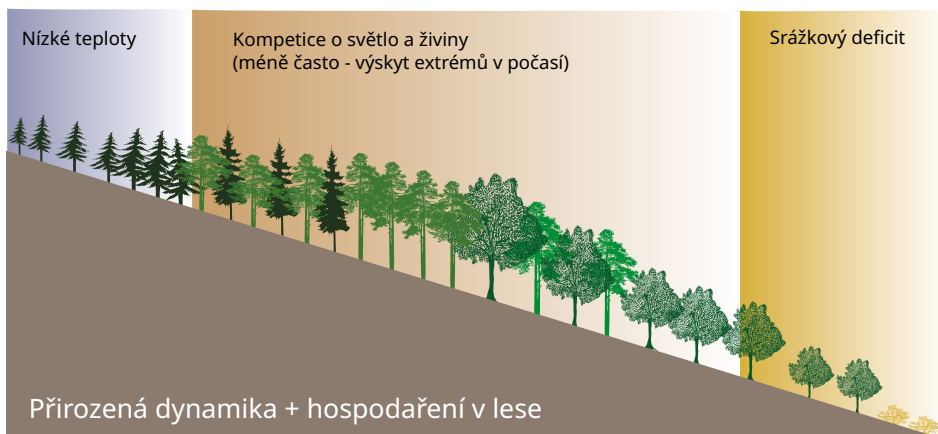 Nízké teploty
Kompetice o světlo a živiny
(méně často - výskyt extrémů v počasí)
Srážkový deficit
Přirozená dynamika + hospodaření v lese